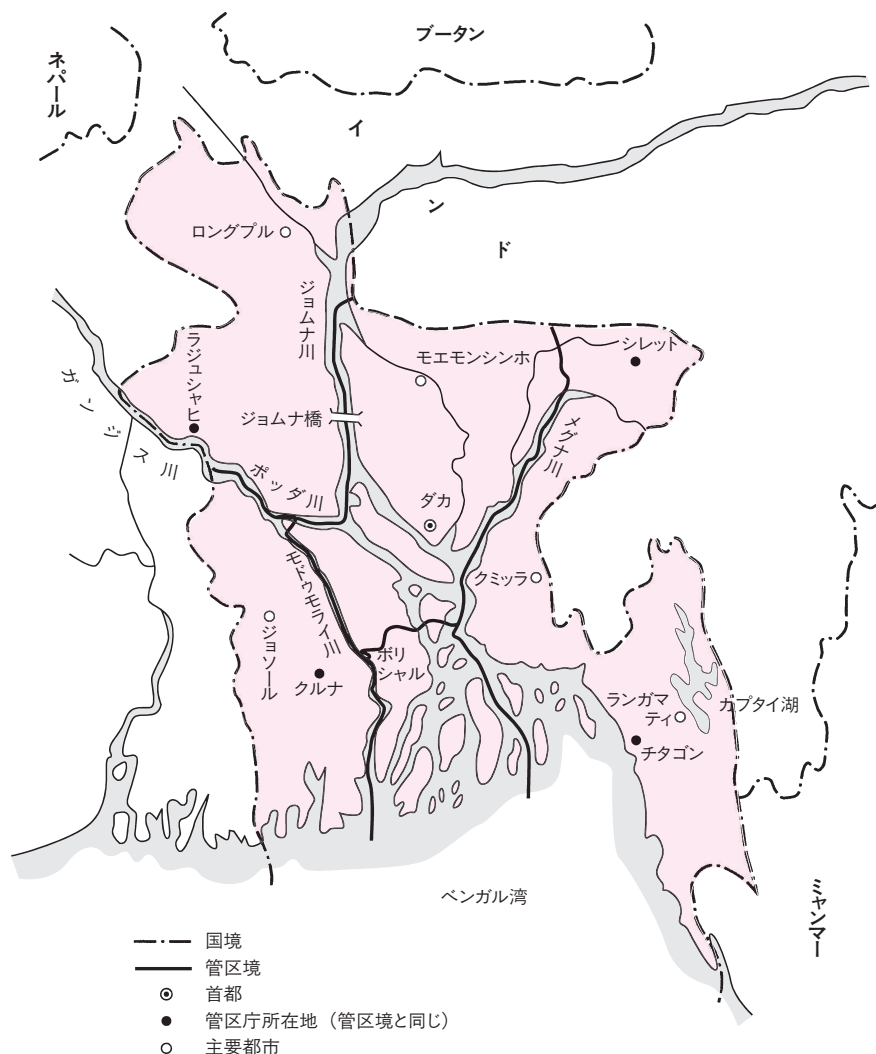 ブータン
ネパール
イ
ン
ド
ロングプル
ジョムナ川
ラジュシャヒ
モエモンシンホ
シレット
ガンジス川
ジョムナ橋
メグナ川
ポッダ川
ダカ
モドゥモライ川
クミッラ
ジョソール
ボリ
シャル
クルナ
ランガマ
ティ
カプタイ湖
チタゴン
ミャンマー
ベンガル湾
国境
管区境
首都
管区庁所在地（管区境と同じ）
主要都市